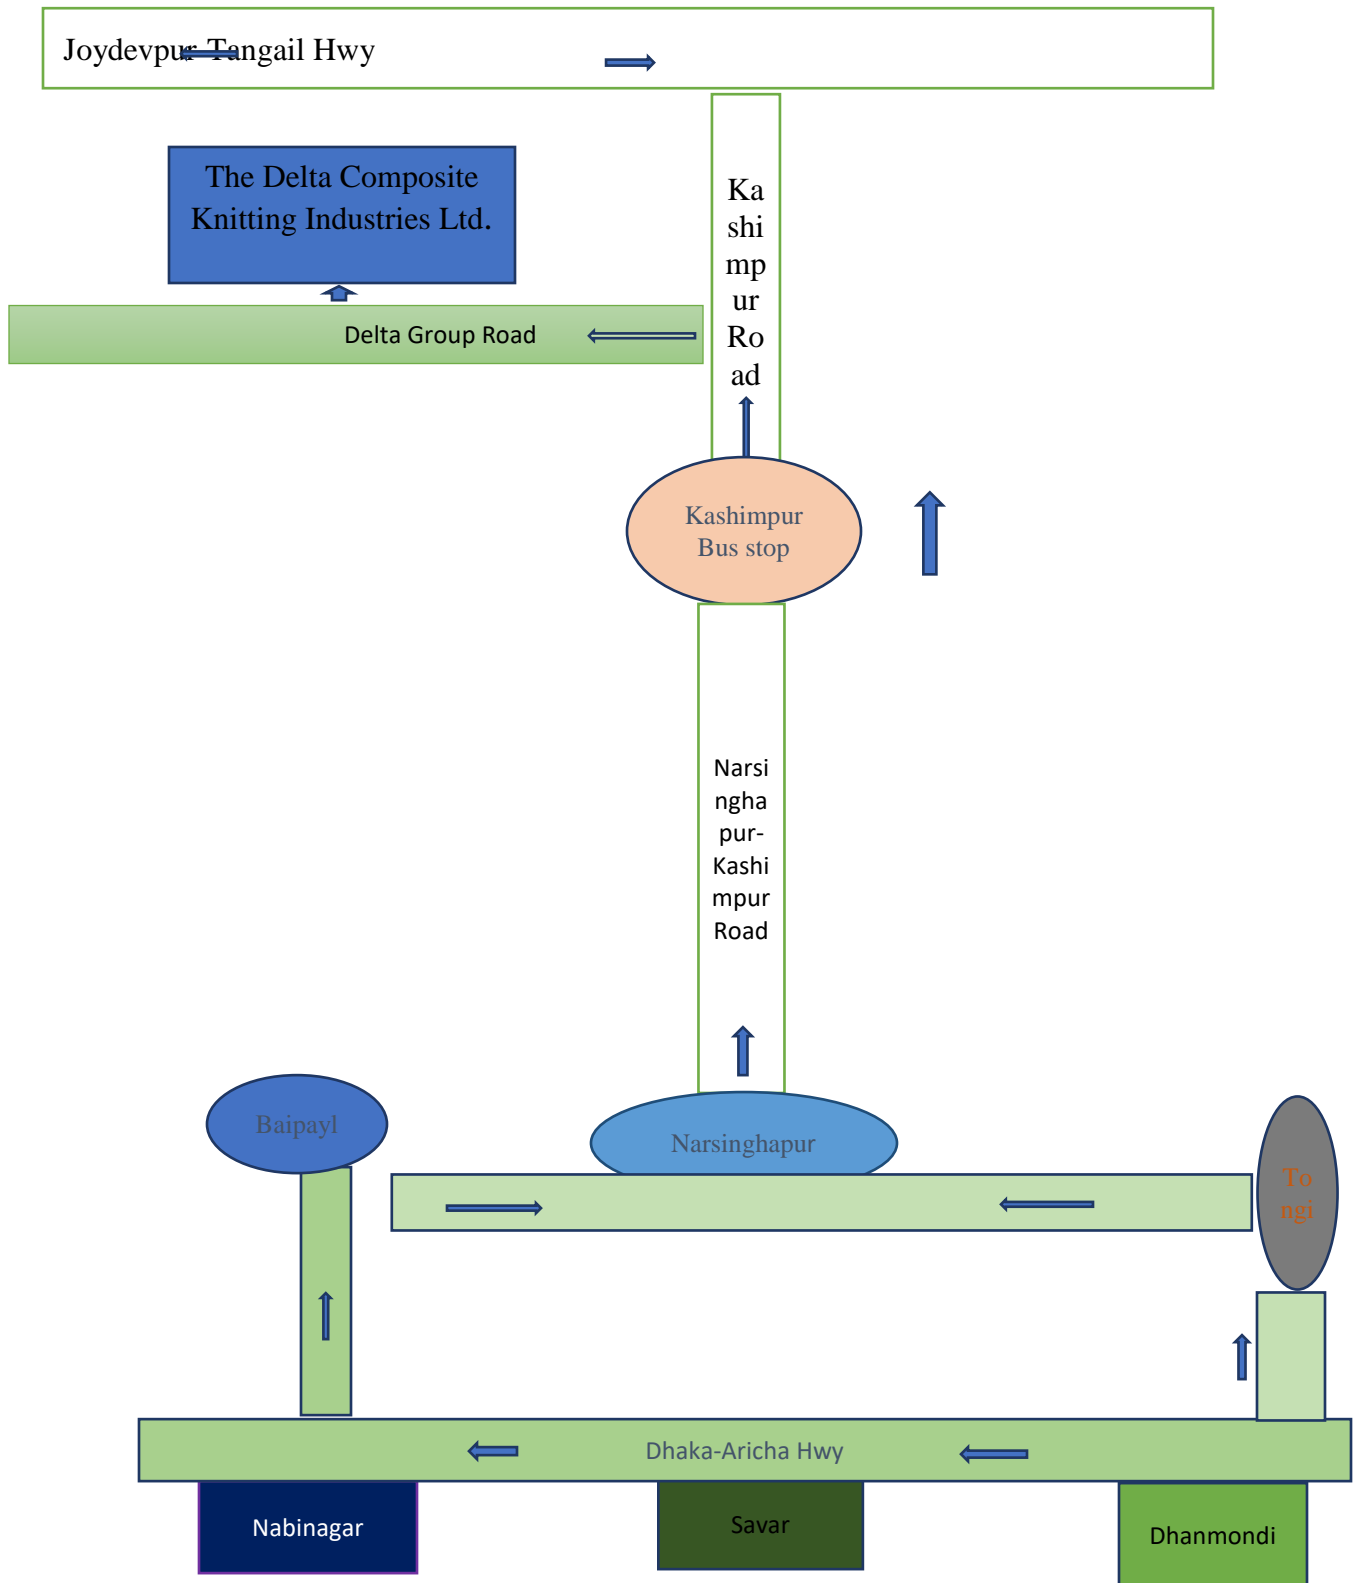 Joydevpur-Tangail Hwy
The Delta Composite
Knitting Industries Ltd.
Ka
shi
mp
ur
Ro
ad
Delta Group Road
Kashimpur
Bus stop
Narsi
ngha
pur-
Kashi
mpur
Road
Baipayl
Narsinghapur
To
ngi
Dhaka-Aricha Hwy
Nabinagar
Savar
Dhanmondi